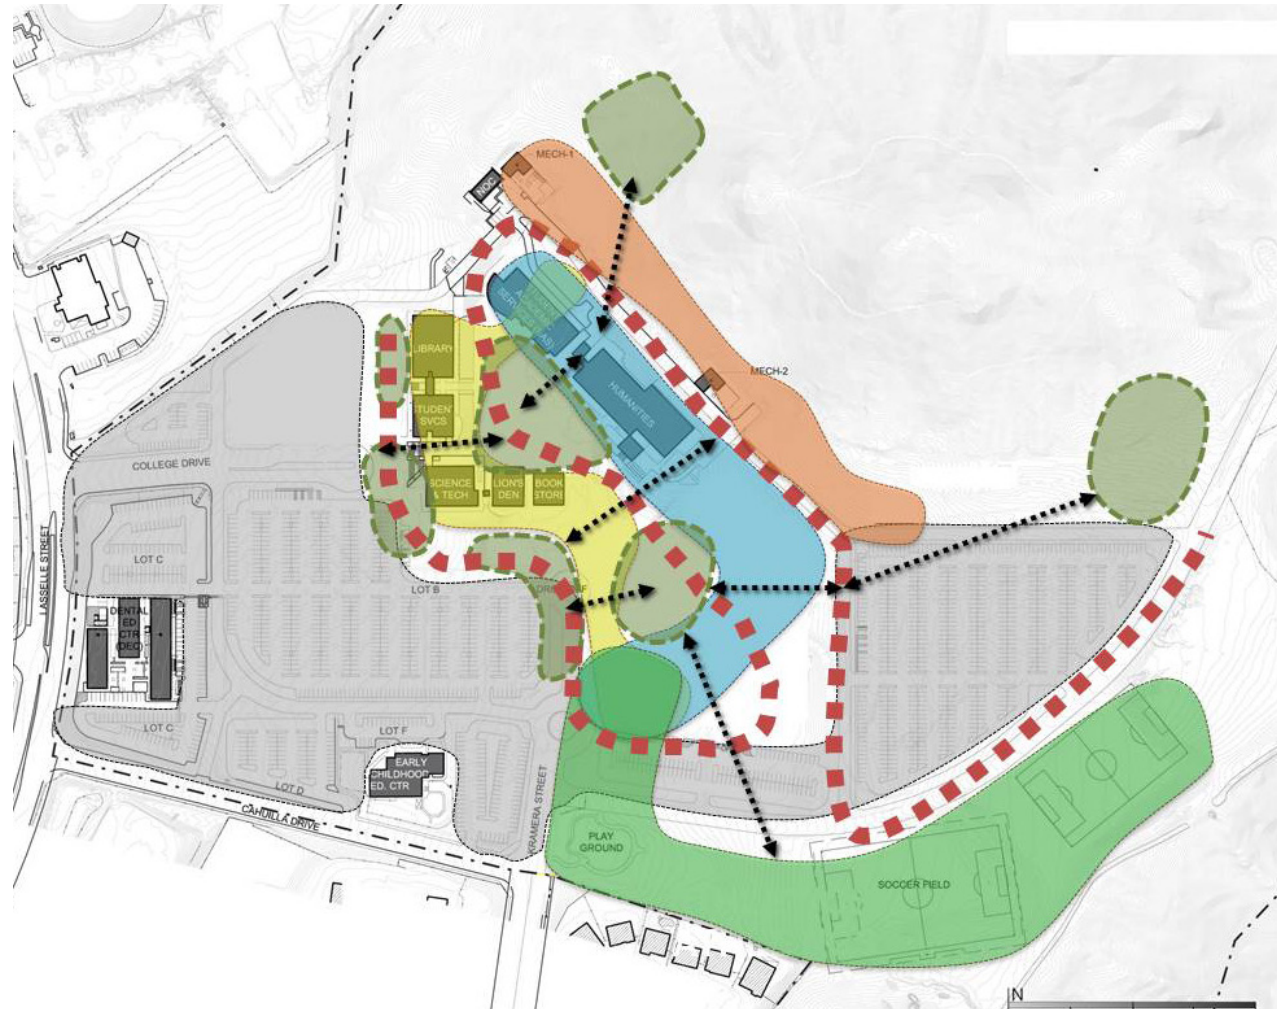 MECH-1
NOC
LIBRARY
HUMANITIES
MECH-2
STUDENT
SVCS
COLLEGE DRIVE
SCIENCE
& TECH
LION'S
DEN
BOOK
STORE
LASSELLE STREET
LOT C
LOT B
DENTAL
ED
CTR
(DEC)
LOT C
LOT F
EARLY
CHILDHOOD
ED. CTR
LOT D
CAHUILLA DRIVE
KRAMERA STREET
PLAY
GROUND
SOCCER FIELD
N